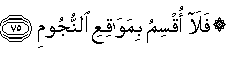 ۞ فَلَآ أُقْسِمُ بِمَوَٰقِعِ ٱلنُّجُومِ ٧٥